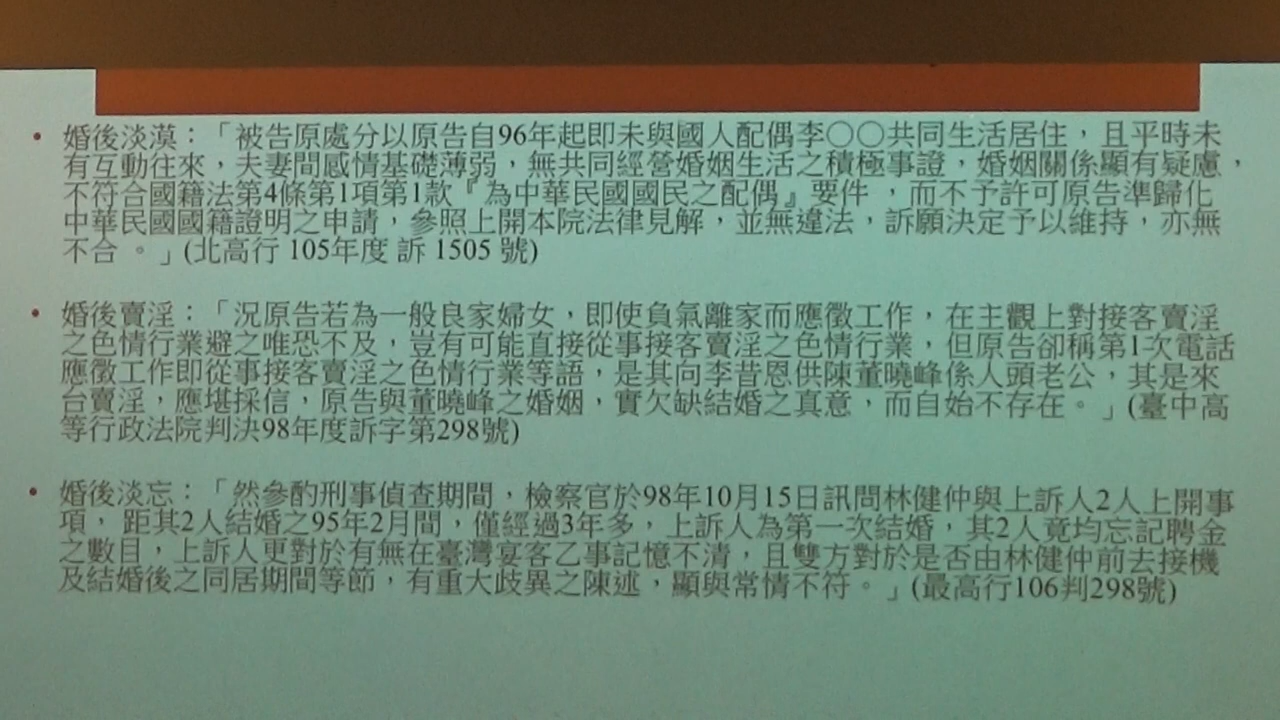 • 婚後淡漠：「被告原處分以原告自96年起即未與國人配偶李〇〇共同生活居住，且平時未
有互動往來，夫妻間感情基礎薄弱，無共同經營婚姻生活之積極事證，婚姻關係顯有疑慮，
不符合國籍法第4條第1項第1款『為中華民國國民之配偶』要件 ，而不予許可原告準歸化
中華民國國籍證明之申請，參照上開本院法律見解，並無違法，訴願決定予以維持，亦無
不合 。」(北高行 105年度 訴 1505 號)
• 婚後賣淫：「況原告若為一般良家婦女，即使負氣離家而應徵工作，在主觀上對接客賣淫
之色情行業避之唯恐不及，豈有可能直接從事接客賣淫之色情行業，但原告卻稱第1次電話
應徵工作即從事接客賣淫之色情行業等語，是其向李昔恩供陳董曉峰係人頭老公，其是來
台賣淫，應堪採信，原告與董曉峰之婚姻，實欠缺結婚之真意，而自始不存在。」(臺中高
等行政法院判決98年度訴字第298號)
• 婚後淡忘：「然參酌刑事偵查期間，檢察官於98年10月15日訊問林健仲與上訴人2人上開事
項， 距其2人結婚之95年2月間，僅經過3年多，上訴人為第一次結婚，其2人竟均忘記聘金
之數目，上訴人更對於有無在臺灣宴客乙事記憶不清，且雙方對於是否由林健仲前去接機
及結婚後之同居期間等節，有重大歧異之陳述，顯與常情不符。」(最高行106判298號)